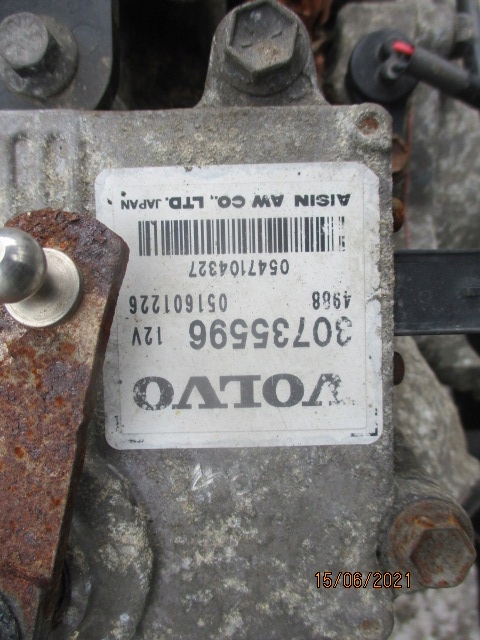 VOLVO
30735596 12V
4988 051601226
0547104327
AISIN AW CO., LTD. JAPAN
15/06/2021